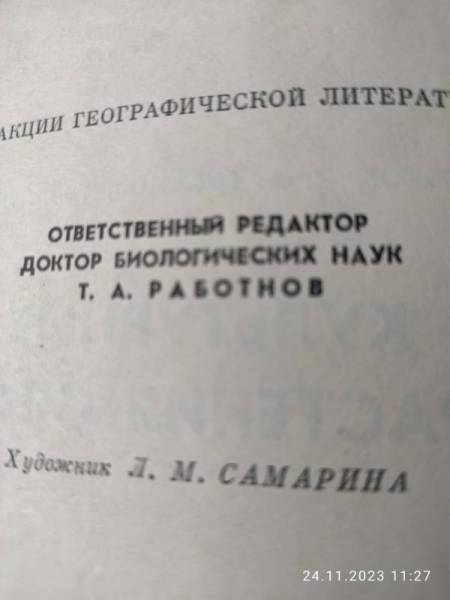 АКЦИИ ГЕОГРАФИЧЕСКОЙ ЛИТЕРАТ
ОТВЕТСТВЕННЫЙ РЕДАКТОР
ДОКТОР БИОЛОГИЧЕСКИХ НАУК
Т. А. РАБОТНОВ
Художник Л. М. САМАРИНА
24.11.2023 11:27